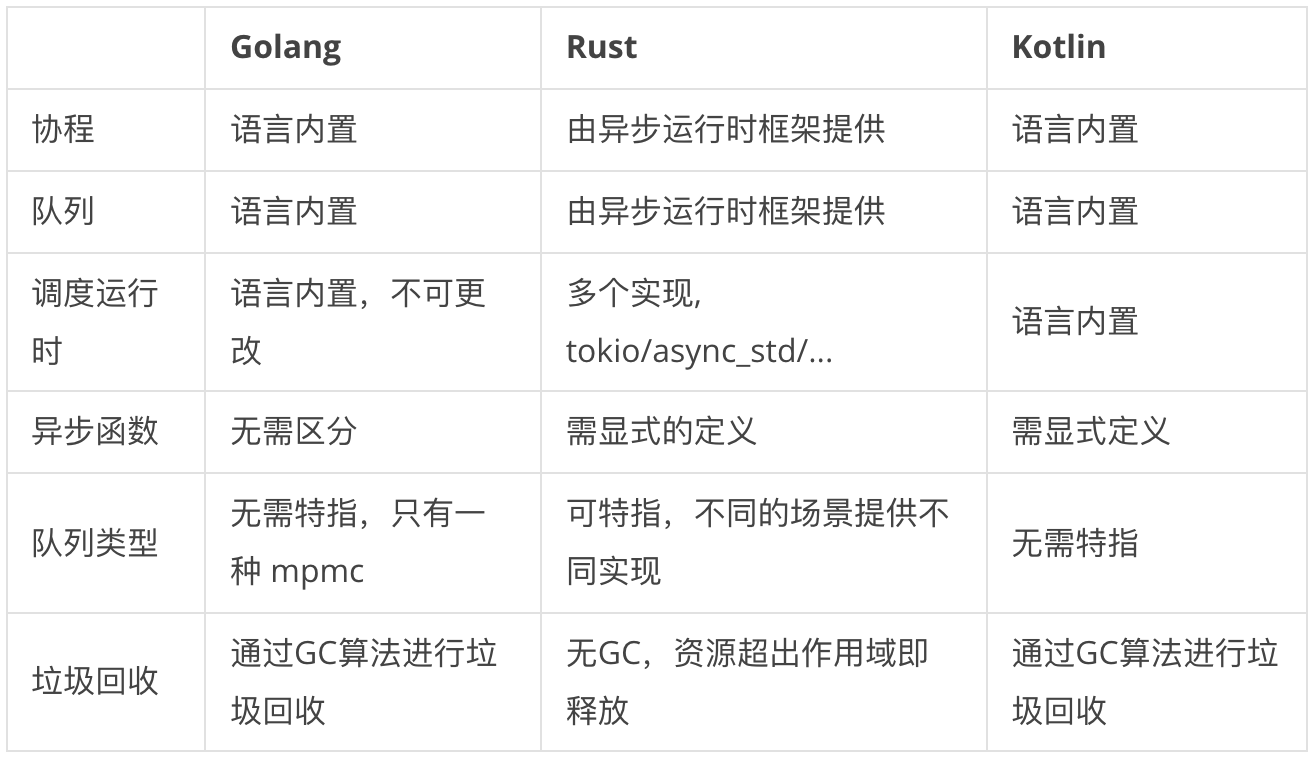 Golang Rust Kotlin
协程 语言内置 由异步运行时框架提供 语言内置
队列 语言内置 由异步运行时框架提供 语言内置
调度运行
时
语言内置，不可更
改
多个实现,
tokio/async_std/...
语言内置
异步函数 无需区分 需显式的定义 需显式定义
队列类型
无需特指，只有一
种 mpmc
可特指，不同的场景提供不
同实现
无需特指
垃圾回收
通过GC算法进行垃
圾回收
无GC，资源超出作用域即
释放
通过GC算法进行垃
圾回收